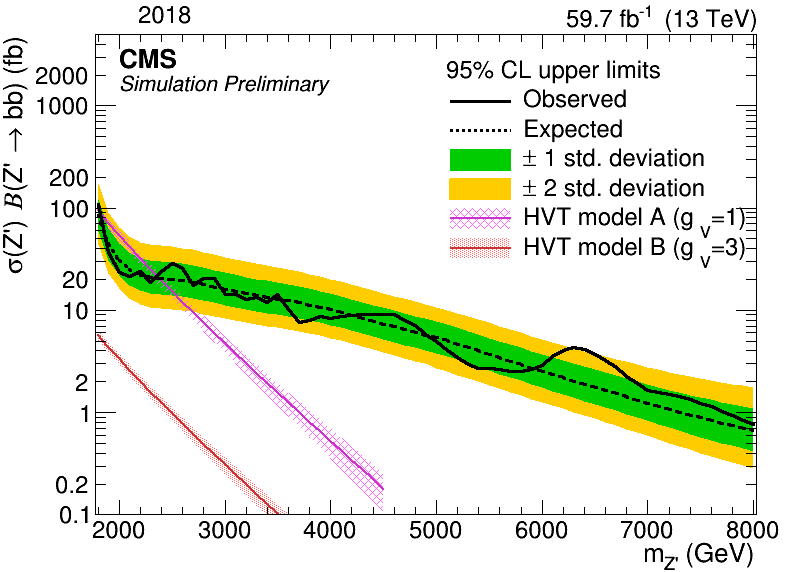 2018
59.7 fb⁻¹ (13 TeV)
CMS
Simulation Preliminary
95% CL upper limits
Observed
Expected
± 1 std. deviation
± 2 std. deviation
HVT model A (g_v=1)
HVT model B (g_v=3)
σ(Z') B(Z' → bb) (fb)
2000
1000
200
100
20
10
2
1
0.2
0.1
2000 3000 4000 5000 6000 7000 8000
m_Z' (GeV)